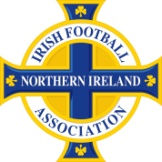 IRISH FOOTBALL
NORTHERN IRELAND
ASSOCIATION